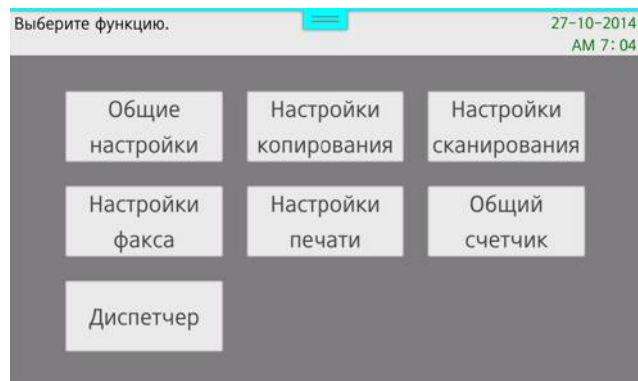 Выберите функцию.
27-10-2014
AM 7:04
Общие
настройки
Настройки
копирования
Настройки
сканирования
Настройки
факса
Настройки
печати
Общий
счетчик
Диспетчер